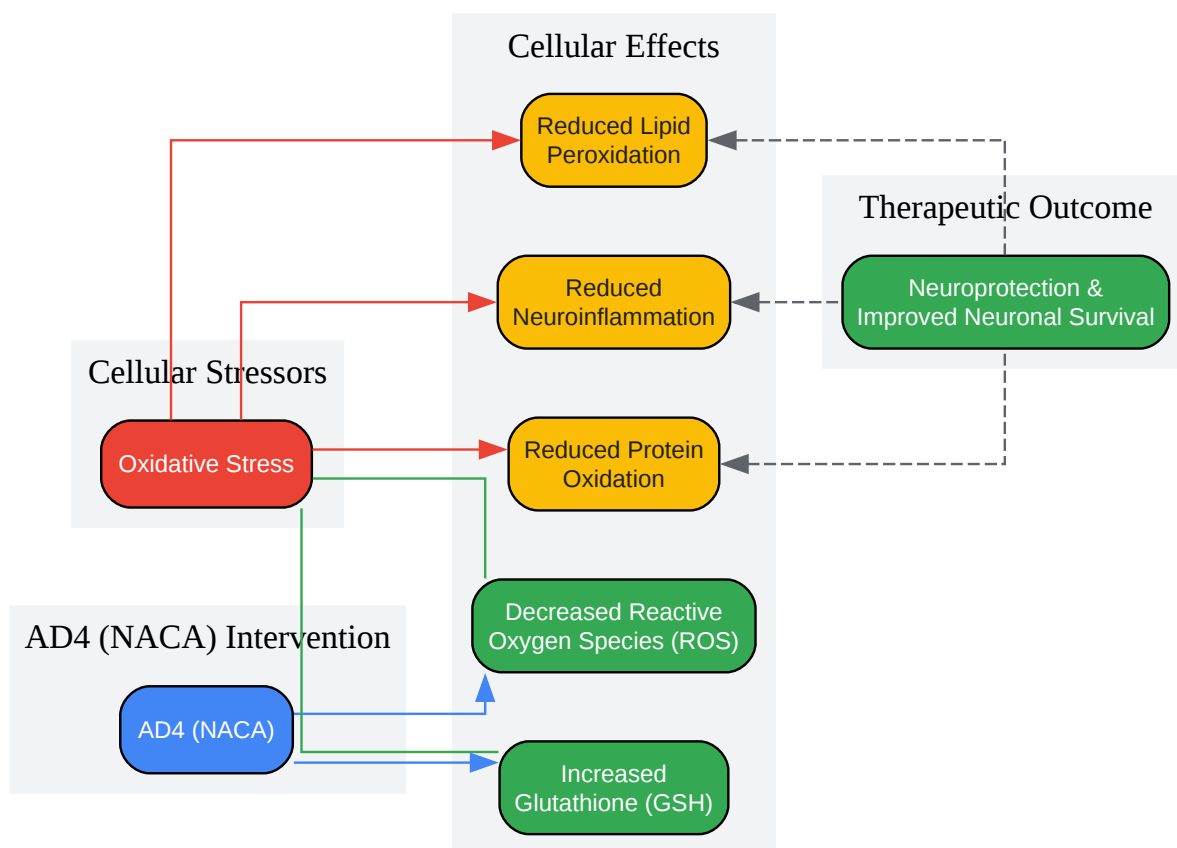 Cellular Effects
Reduced Lipid
Peroxidation
Therapeutic Outcome
Reduced
Neuroinflammation
Neuroprotection &
Improved Neuronal Survival
Cellular Stressors
Oxidative Stress
Reduced Protein
Oxidation
Decreased Reactive
Oxygen Species (ROS)
AD4 (NACA) Intervention
AD4 (NACA)
Increased
Glutathione (GSH)